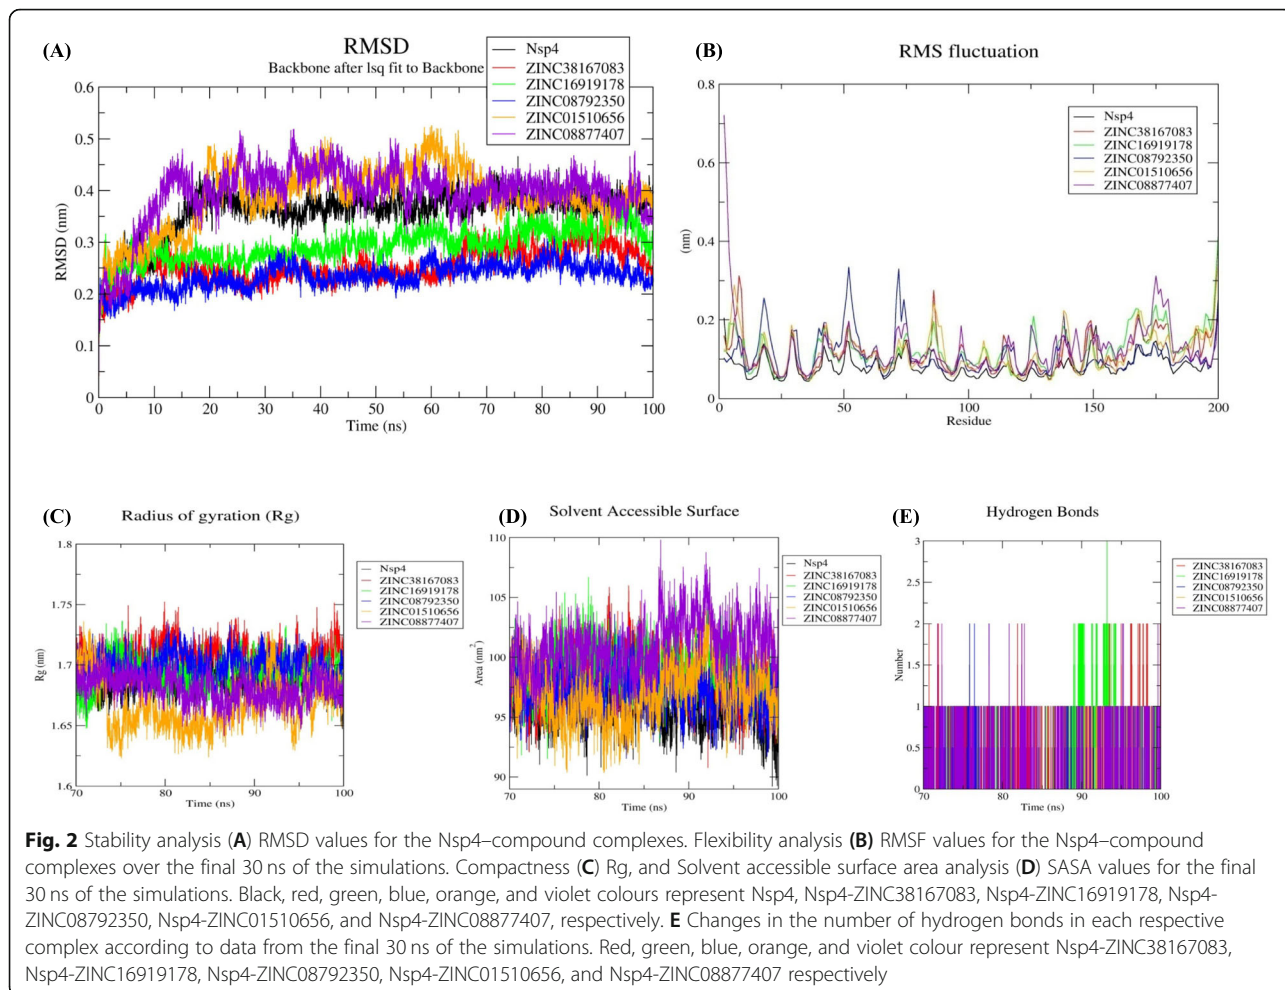 (A)
RMSD
Backbone after lsq fit to Backbone
Nsp4
ZINC38167083
ZINC16919178
ZINC08792350
ZINC01510656
ZINC08877407
RMSD (nm)
0.6
0.5
0.4
0.3
0.2
0.1
0
0 10 20 30 40 50 60 70 80 90 100
Time (ns)
(B)
RMS fluctuation
Nsp4
ZINC38167083
ZINC16919178
ZINC08792350
ZINC01510656
ZINC08877407
(nm)
0.8
0.6
0.4
0.2
0
0 50 100 150 200
Residue
(C)
Radius of gyration (Rg)
Nsp4
ZINC38167083
ZINC16919178
ZINC08792350
ZINC01510656
ZINC08877407
Rg (nm)
1.8
1.75
1.7
1.65
1.6
70 80 90 100
Time (ns)
(D)
Solvent Accessible Surface
Nsp4
ZINC38167083
ZINC16919178
ZINC08792350
ZINC01510656
ZINC08877407
Area (nm²)
110
105
100
95
90
70 80 90 100
Time (ns)
(E)
Hydrogen Bonds
ZINC38167083
ZINC16919178
ZINC08792350
ZINC01510656
ZINC08877407
Number
3
2.5
2
1.5
1
0.5
0
70 80 90 100
Time (ns)
Fig. 2 Stability analysis (A) RMSD values for the Nsp4–compound complexes. Flexibility analysis (B) RMSF values for the Nsp4–compound
complexes over the final 30 ns of the simulations. Compactness (C) Rg, and Solvent accessible surface area analysis (D) SASA values for the final
30 ns of the simulations. Black, red, green, blue, orange, and violet colours represent Nsp4, Nsp4-ZINC38167083, Nsp4-ZINC16919178, Nsp4-
ZINC08792350, Nsp4-ZINC01510656, and Nsp4-ZINC08877407, respectively. E Changes in the number of hydrogen bonds in each respective
complex according to data from the final 30 ns of the simulations. Red, green, blue, orange, and violet colour represent Nsp4-ZINC38167083,
Nsp4-ZINC16919178, Nsp4-ZINC08792350, Nsp4-ZINC01510656, and Nsp4-ZINC08877407 respectively